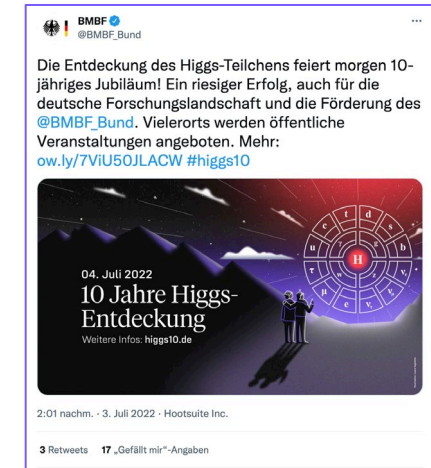 BMBF
@BMBF_Bund
Die Entdeckung des Higgs-Teilchens feiert morgen 10-
jähriges Jubiläum! Ein riesiger Erfolg, auch für die
deutsche Forschungslandschaft und die Förderung des
@BMBF_Bund. Vielerorts werden öffentliche
Veranstaltungen angeboten. Mehr:
ow.ly/7ViU50JLACW #higgs10
04. Juli 2022
10 Jahre Higgs-
Entdeckung
Weitere Infos: higgs10.de
c t d s
u b
g
H
τ
w z
μ e
2:01 nachm. · 3. Juli 2022 · Hootsuite Inc.
3 Retweets 17 „Gefällt mir“-Angaben